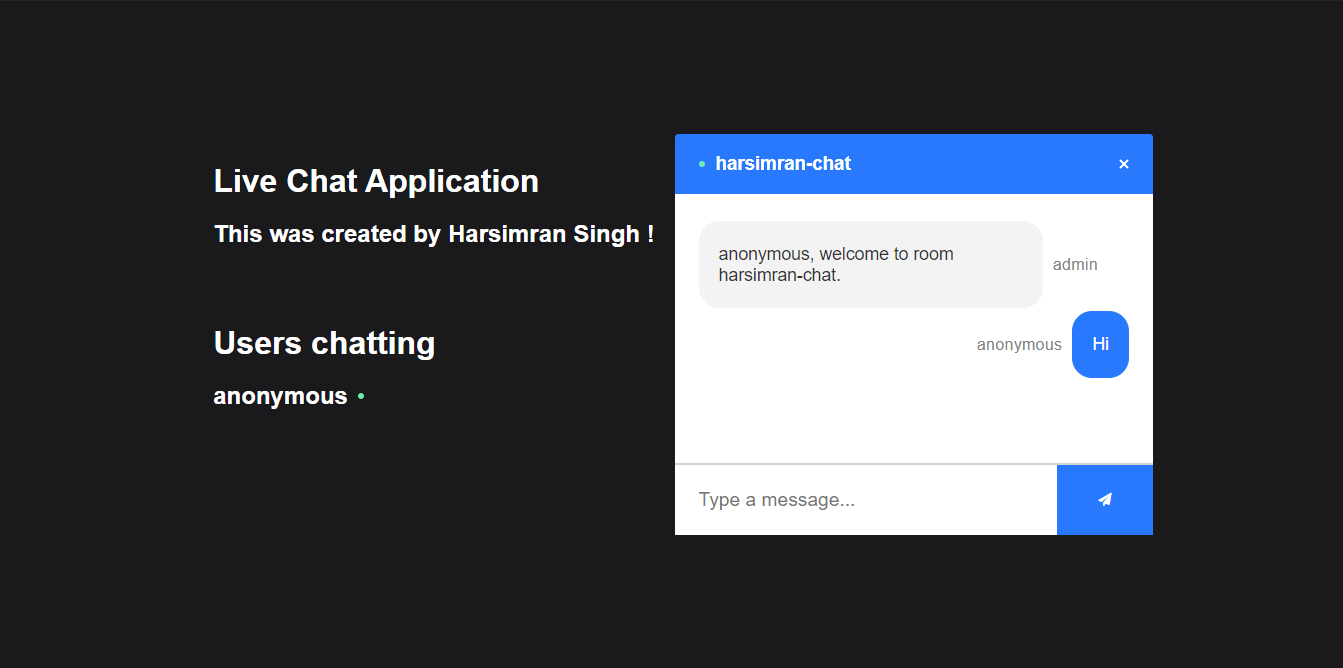 Live Chat Application
This was created by Harsimran Singh !
Users chatting
anonymous
harsimran-chat
anonymous, welcome to room
harsimran-chat.
admin
anonymous
Hi
Type a message...